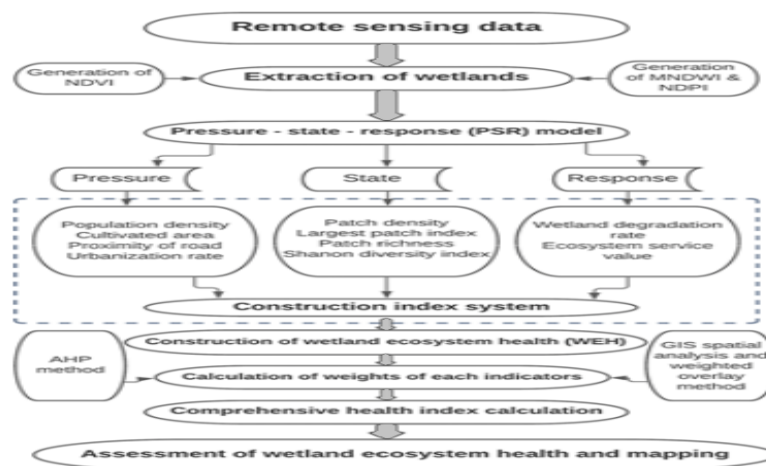 Remote sensing data
Generation of
NDVI
Extraction of wetlands
Generation
of MNDWI &
NDPI
Pressure - state - response (PSR) model
Pressure
State
Response
Population density
Cultivated area
Proximity of road
Urbanization rate
Patch density
Largest patch index
Patch richness
Shanon diversity index
Wetland degradation
rate
Ecosystem service
value
Construction index system
Construction of wetland ecosystem health (WEH)
AHP
method
Calculation of weights of each indicators
GIS spatial
analysis and
weighted
overlay
method
Comprehensive health index calculation
Assessment of wetland ecosystem health and mapping